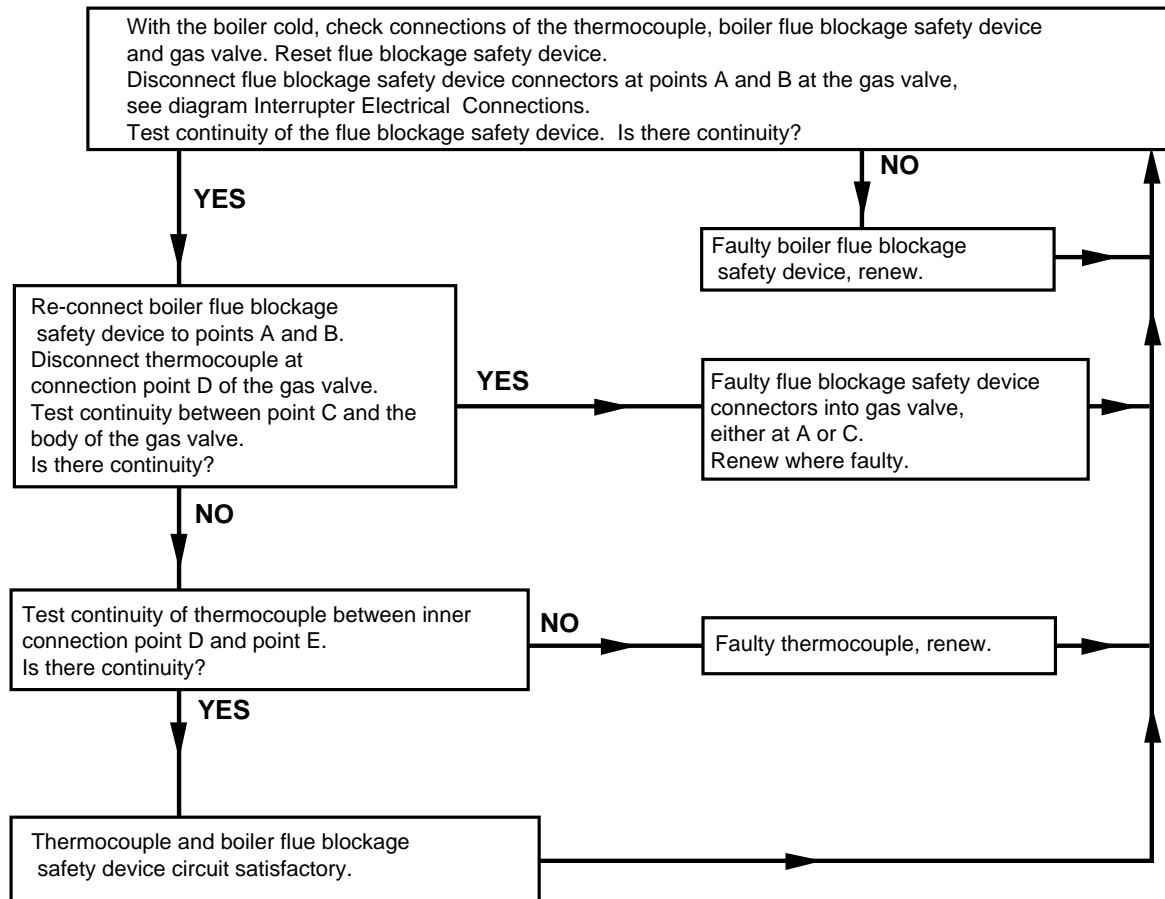 With the boiler cold, check connections of the thermocouple, boiler flue blockage safety device
and gas valve. Reset flue blockage safety device.
Disconnect flue blockage safety device connectors at points A and B at the gas valve,
see diagram Interrupter Electrical Connections.
Test continuity of the flue blockage safety device. Is there continuity?
YES
NO
Faulty boiler flue blockage
safety device, renew.
Re-connect boiler flue blockage
safety device to points A and B.
Disconnect thermocouple at
connection point D of the gas valve.
Test continuity between point C and the
body of the gas valve.
Is there continuity?
YES
Faulty flue blockage safety device
connectors into gas valve,
either at A or C.
Renew where faulty.
NO
Test continuity of thermocouple between inner
connection point D and point E.
Is there continuity?
NO
Faulty thermocouple, renew.
YES
Thermocouple and boiler flue blockage
safety device circuit satisfactory.